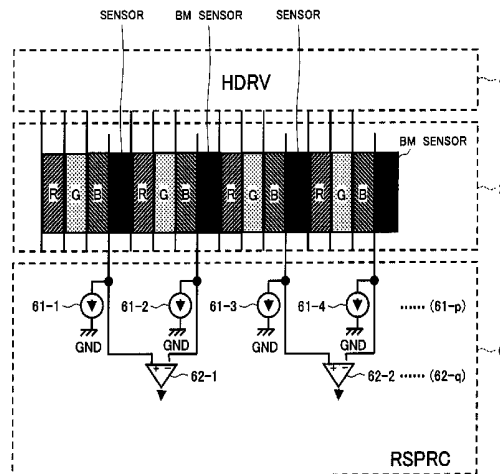 SENSOR BM SENSOR SENSOR
HDRV
BM SENSOR
R G B R G B R G B R G B
61-1 61-2 61-3 61-4 ...... (61-p)
GND GND GND GND
+ - + -
62-1 62-2 ...... (62-q)
RSPRC